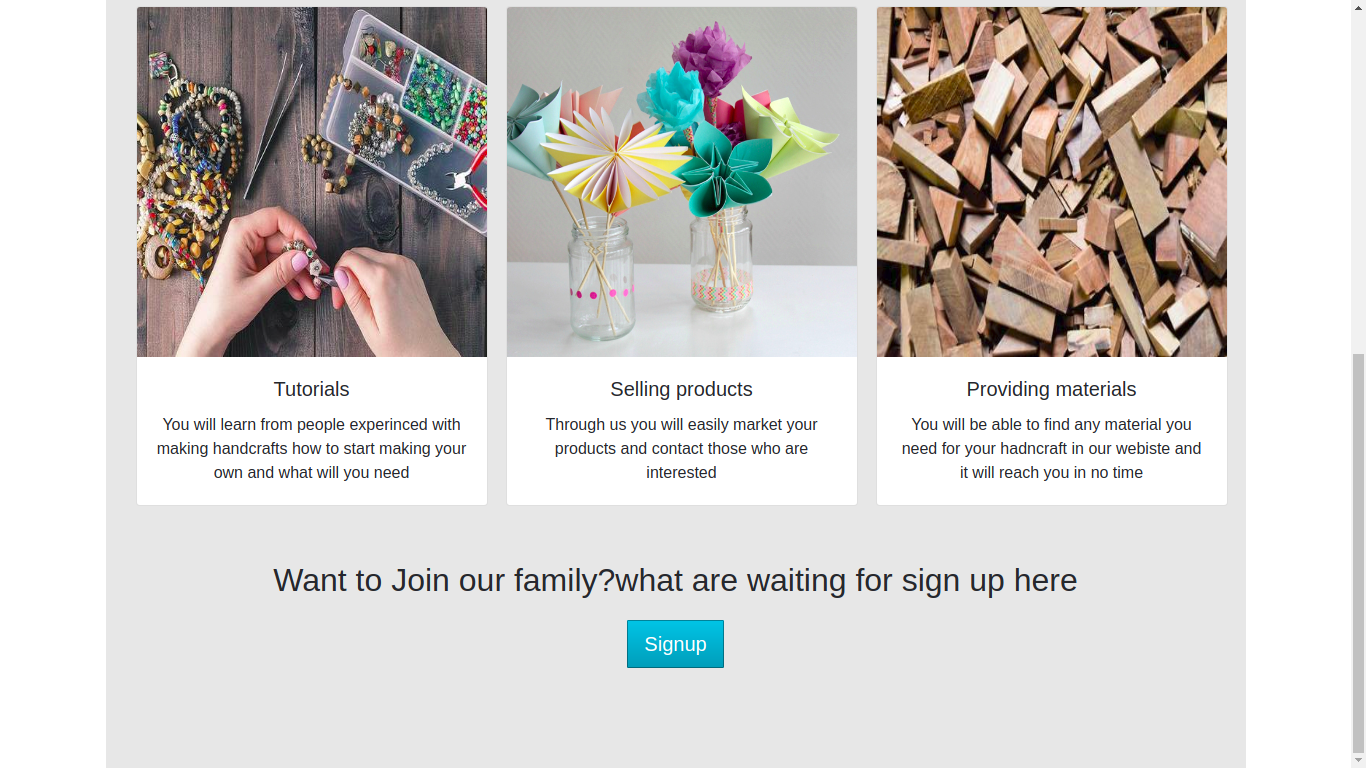 Tutorials
You will learn from people experinced with
making handcrafts how to start making your
own and what will you need
Selling products
Through us you will easily market your
products and contact those who are
interested
Providing materials
You will be able to find any material you
need for your hadncraft in our webiste and
it will reach you in no time
Want to Join our family?what are waiting for sign up here
Signup